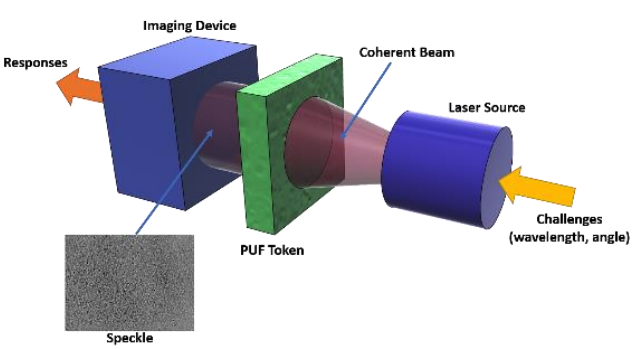 Imaging Device
Responses
Coherent Beam
Laser Source
Challenges
(wavelength, angle)
PUF Token
Speckle